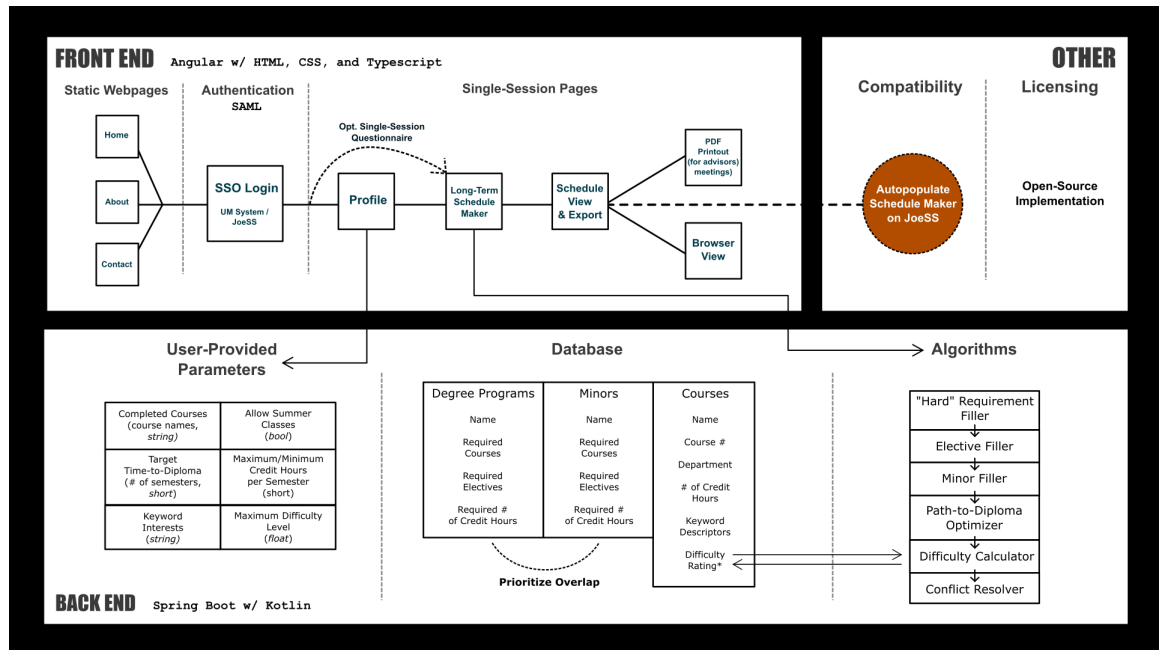 FRONT END Angular w/ HTML, CSS, and Typescript
Static Webpages
Home
About
Contact
Authentication
SAML
SSO Login
UM System /
JoeSS
Single-Session Pages
Opt. Single-Session
Questionnaire
Profile
Long-Term
Schedule
Maker
Schedule
View
& Export
PDF
Printout
(for advisors)
meetings)
Browser
View
OTHER
Compatibility
Autopopulate
Schedule Maker
on JoeSS
Licensing
Open-Source
Implementation
User-Provided
Parameters
Completed Courses
(course names,
string)
Allow Summer
Classes
(bool)
Target
Time-to-Diploma
(# of semesters,
short)
Maximum/Minimum
Credit Hours
per Semester
(short)
Keyword
Interests
(string)
Maximum Difficulty
Level
(float)
Database
Degree Programs
Name
Required
Courses
Required
Electives
Required #
of Credit Hours
Minors
Name
Required
Courses
Required
Electives
Required #
of Credit Hours
Courses
Name
Course #
Department
# of Credit
Hours
Keyword
Descriptors
Difficulty
Rating*
Prioritize Overlap
Algorithms
"Hard" Requirement
Filler
Elective Filler
Minor Filler
Path-to-Diploma
Optimizer
Difficulty Calculator
Conflict Resolver
BACK END Spring Boot w/ Kotlin